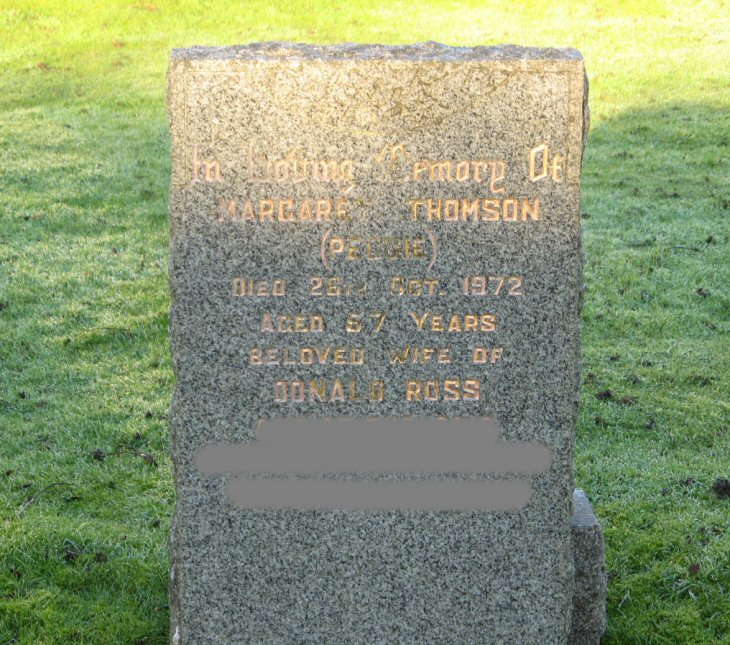 In Loving Memory Of
MARGARET THOMSON
(PEGGIE)
DIED 28TH OCT. 1972
AGED 67 YEARS
BELOVED WIFE OF
DONALD ROSS